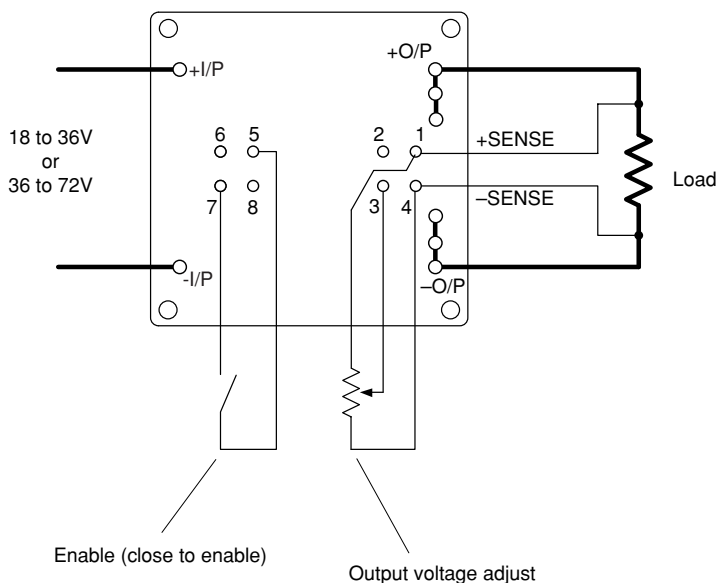 +I/P
+O/P
18 to 36V
or
36 to 72V
6 5
2 1
+SENSE
Load
7 8
3 4
–SENSE
-I/P
–O/P
Enable (close to enable)
Output voltage adjust